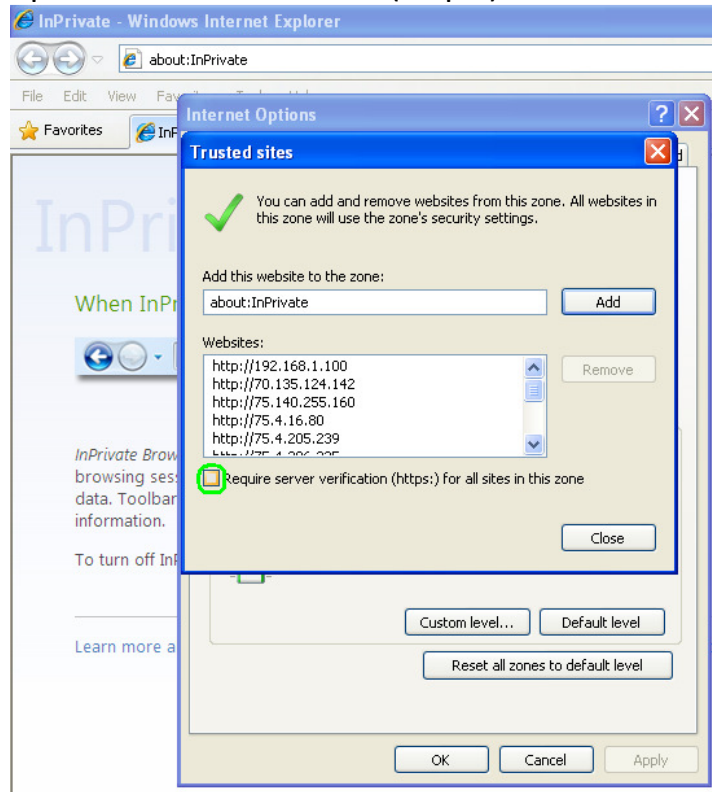 InPrivate - Windows Internet Explorer
about:InPrivate
File Edit View
Favorites
Internet Options
Trusted sites
You can add and remove websites from this zone. All websites in
this zone will use the zone's security settings.
InPri
Add this website to the zone:
about:InPrivate
Add
When InPr
Websites:
http://192.168.1.100
http://70.135.124.142
http://75.140.255.160
http://75.4.16.80
http://75.4.205.239
Remove
Require server verification (https:) for all sites in this zone
InPrivate Brow
browsing ses
data. Toolbar
information.
Close
To turn off InP
Custom level... Default level
Learn more a
Reset all zones to default level
OK Cancel Apply